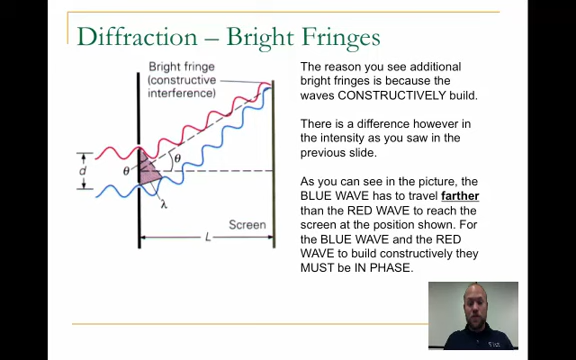 Diffraction – Bright Fringes
Bright fringe
(constructive
interference)
θ
θ
d
λ
Screen
L
The reason you see additional
bright fringes is because the
waves CONSTRUCTIVELY build.
There is a difference however in
the intensity as you saw in the
previous slide.
As you can see in the picture, the
BLUE WAVE has to travel farther
than the RED WAVE to reach the
screen at the position shown. For
the BLUE WAVE and the RED
WAVE to build constructively they
MUST be IN PHASE.